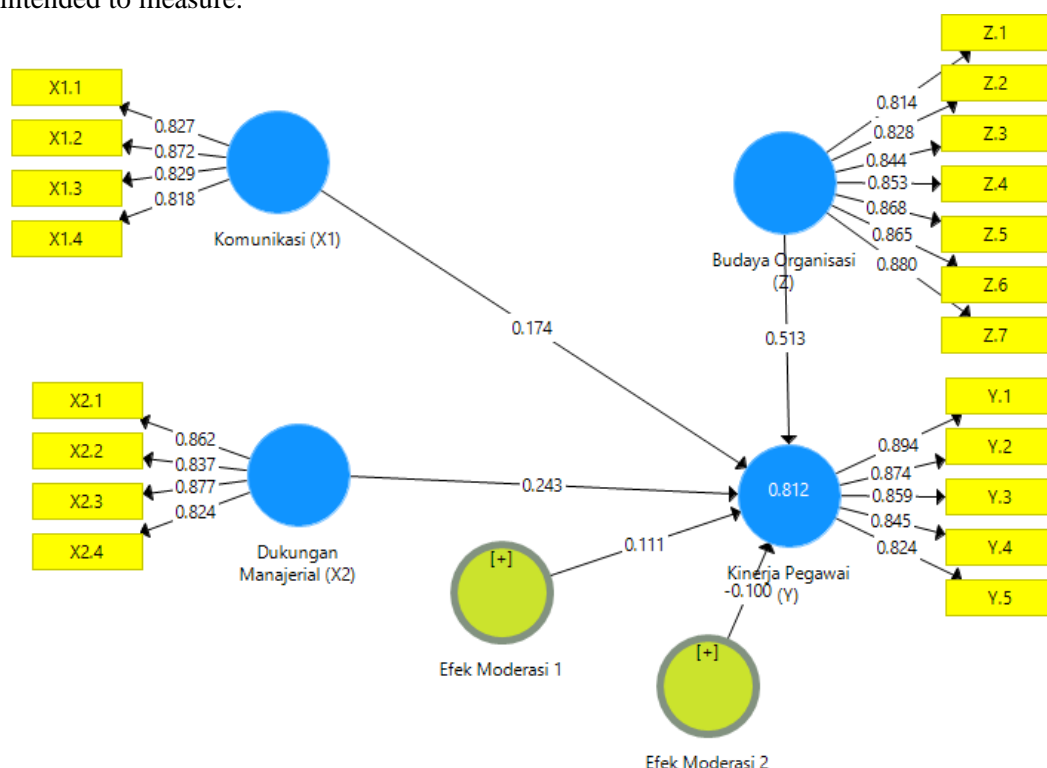 intended to measure.
X1.1
X1.2
X1.3
X1.4
0.827
0.872
0.829
0.818
Komunikasi (X1)
Z.1
Z.2
Z.3
Z.4
Z.5
Z.6
Z.7
0.814
0.828
0.844
0.853
0.868
0.865
0.880
Budaya Organisasi
(Z)
0.174
0.513
X2.1
X2.2
X2.3
X2.4
0.862
0.837
0.877
0.824
Dukungan
Manajerial (X2)
0.243
0.812
Y.1
Y.2
Y.3
Y.4
Y.5
0.894
0.874
0.859
0.845
0.824
Kinerja Pegawai
(Y)
0.111
-0.100
[+]
Efek Moderasi 1
[+]
Efek Moderasi 2